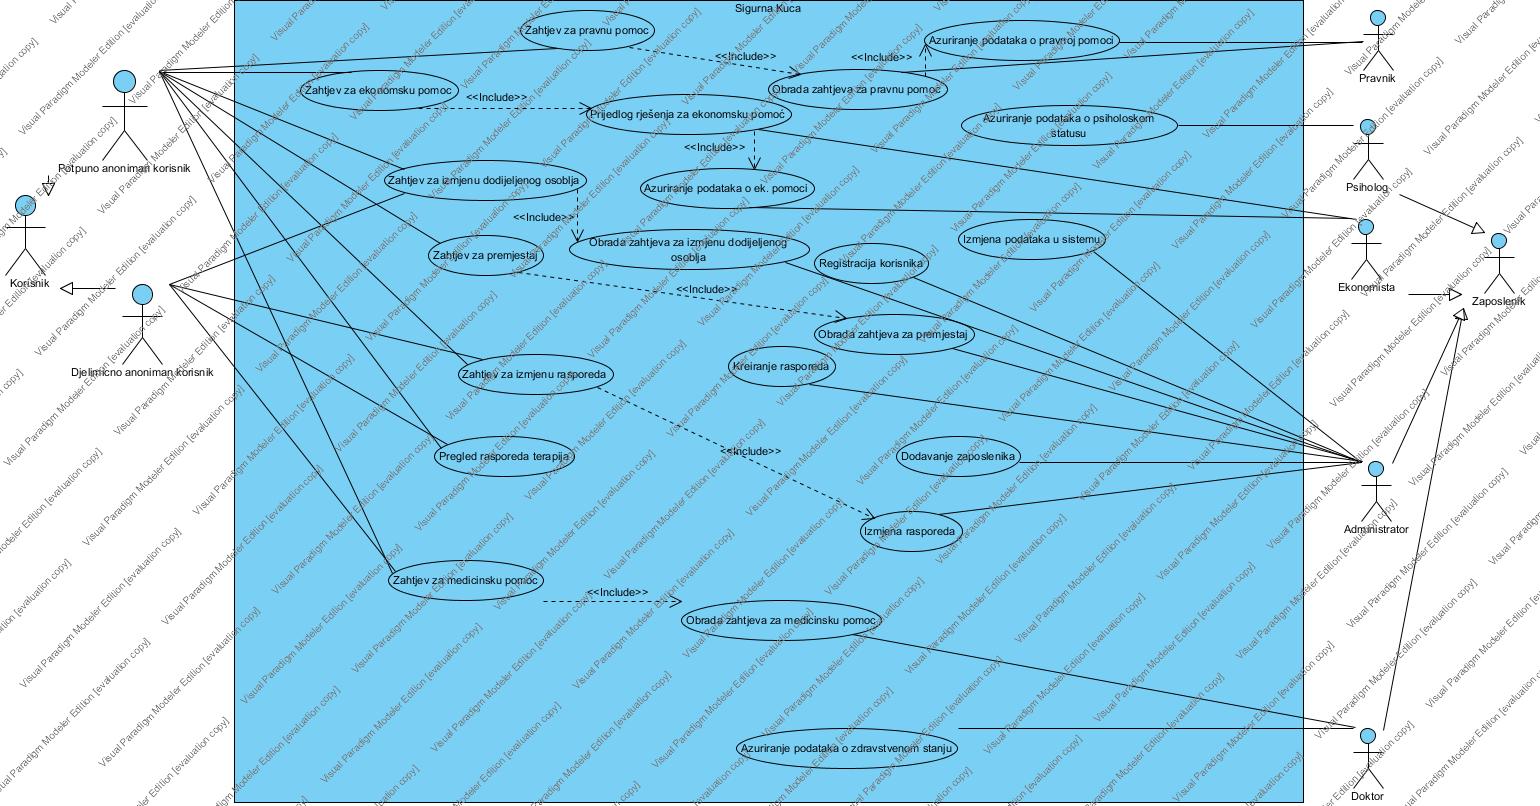 Sigurna Kuca
Zahtjev za pravnu pomoc
Azuriranje podataka o pravnoj pomoci
<<Include>>
<<Include>>
Pravnik
Zahtjev za ekonomsku pomoc
Obrada zahtjeva za pravnu pomoc
<<Include>>
Prijedlog rješenja za ekonomsku pomoc
Azuriranje podataka o psiholoskom
statusu
<<Include>>
Potpuno anoniman korisnik
Zahtjev za izmjenu dodijeljenog osoblja
Azuriranje podataka o ek. pomoci
Psiholog
<<Include>>
Obrada zahtjeva za izmjenu dodijeljenog
osoblja
Izmjena podataka u sistemu
Zahtjev za premjestaj
Registracija korisnika
Korisnik
<<Include>>
Ekonomista
Zaposlenik
Obrada zahtjeva za premjestaj
Kreiranje rasporeda
Djelimicno anoniman korisnik
Zahtjev za izmjenu rasporeda
<<Include>>
Pregled rasporeda terapija
Dodavanje zaposlenika
Izmjena rasporeda
Administrator
Zahtjev za medicinsku pomoc
<<Include>>
Obrada zahtjeva za medicinsku pomoc
Azuriranje podataka o zdravstvenom stanju
Doktor
Visual Paradigm Modeler Edition [evaluation copy]